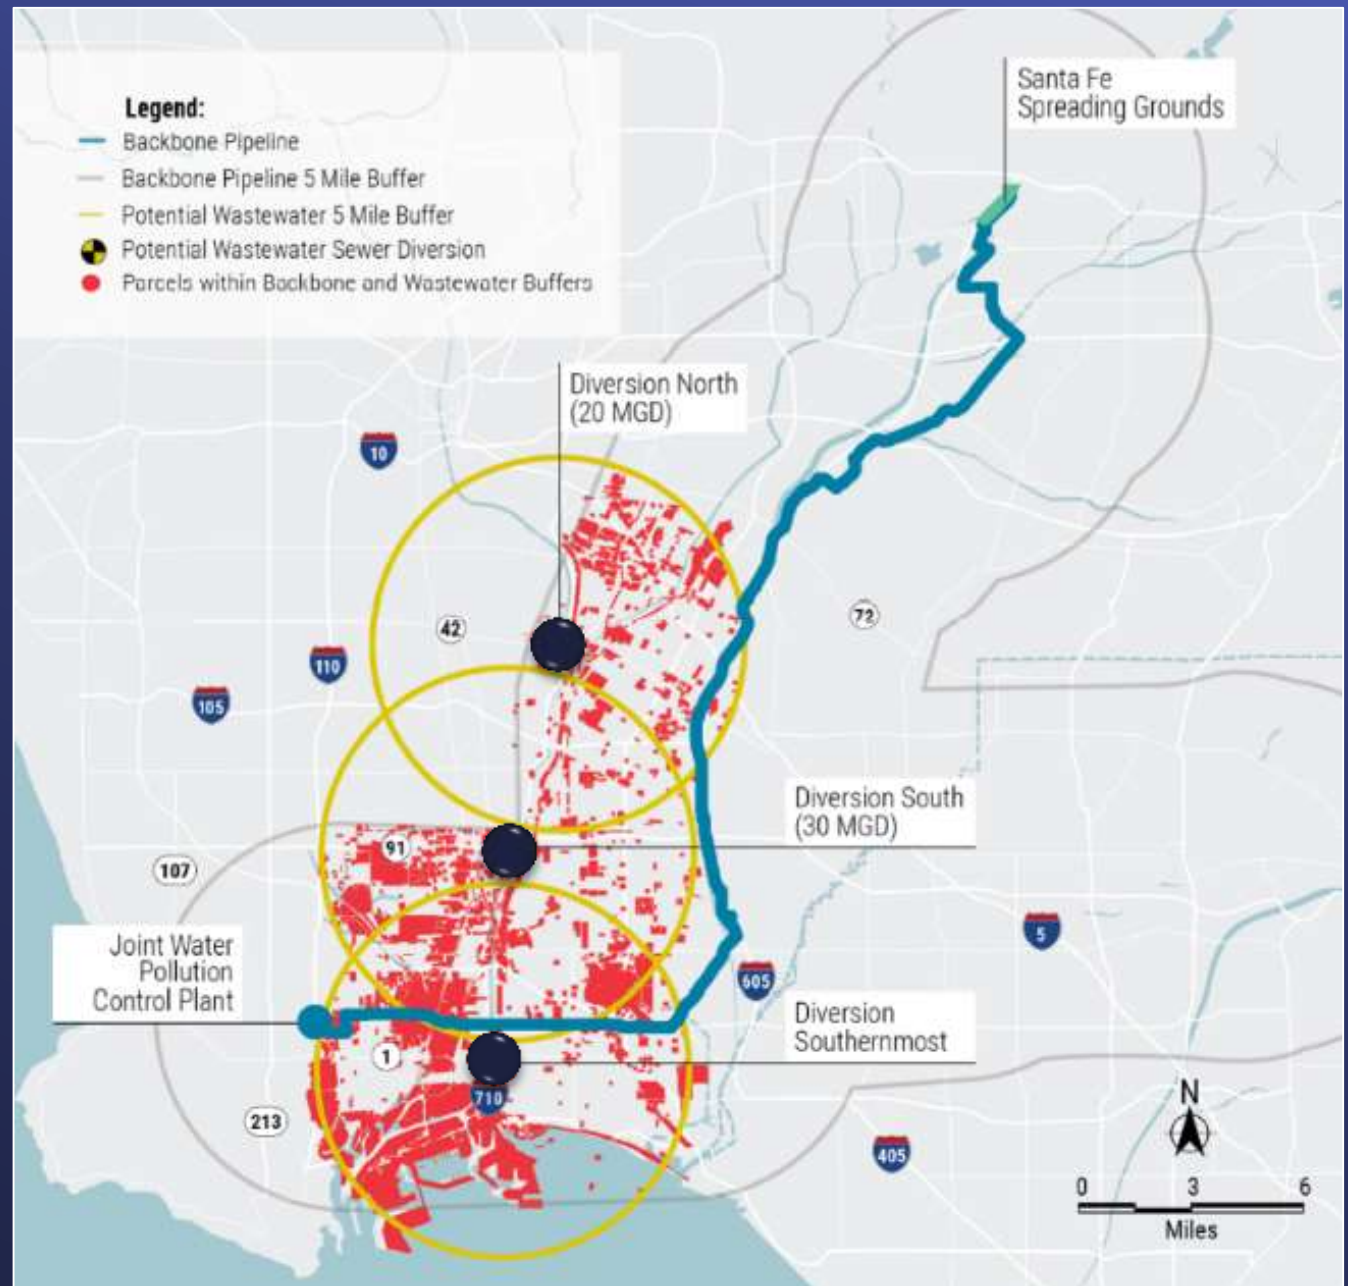 Legend:
Backbone Pipeline
Backbone Pipeline 5 Mile Buffer
Potential Wastewater 5 Mile Buffer
Potential Wastewater Sewer Diversion
Parcels within Backbone and Wastewater Buffers
Santa Fe
Spreading Grounds
Diversion North
(20 MGD)
10
42
72
110
105
Diversion South
(30 MGD)
91
107
5
Joint Water
Pollution
Control Plant
605
Diversion
Southernmost
1
710
213
405
N
0 3 6
Miles